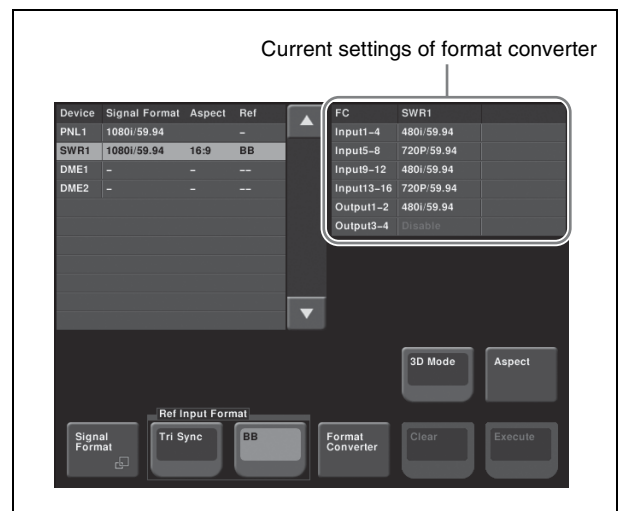 Current settings of format converter
Device Signal Format Aspect Ref
PNL1 1080i/59.94 –
SWR1 1080i/59.94 16:9 BB
DME1 – – --
DME2 – – --
FC SWR1
Input1–4 480i/59.94
Input5–8 720P/59.94
Input9–12 480i/59.94
Input13–16 720P/59.94
Output1–2 480i/59.94
Output3–4 Disable
3D Mode
Aspect
Ref Input Format
Signal
Format
Tri Sync
BB
Format
Converter
Clear
Execute